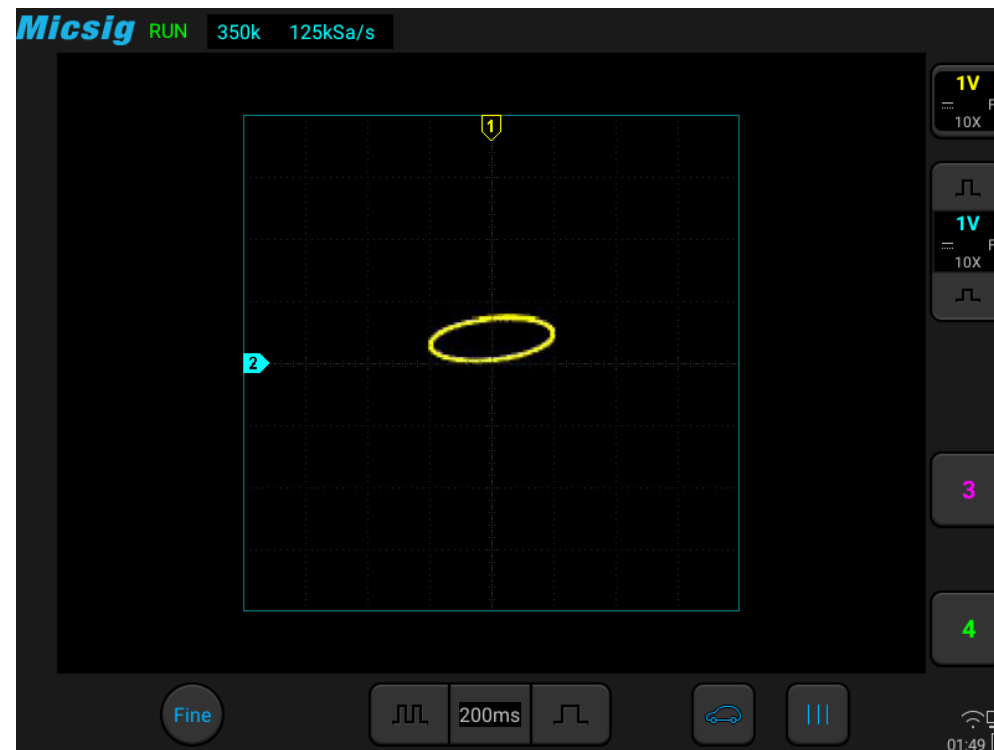 Micsig RUN 350k 125kSa/s
1V
F
10X
1
1V
F
10X
2
3
4
Fine
200ms
01:49